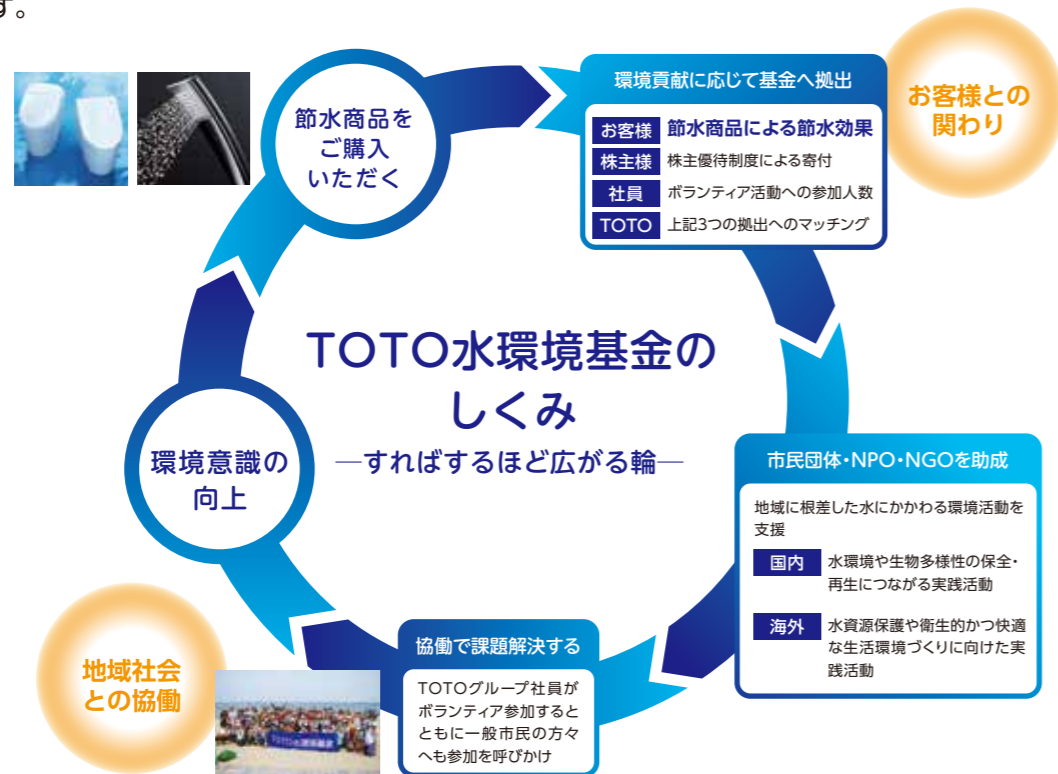 す。
節水商品を
ご購入
いただく
環境貢献に応じて基金へ拠出
お客様 節水商品による節水効果
株主様 株主優待制度による寄付
社員 ボランティア活動への参加人数
TOTO 上記3つの拠出へのマッチング
お客様との
関わり
TOTO水環境基金の
しくみ
―すればするほど広がる輪―
市民団体・NPO・NGOを助成
地域に根差した水にかかわる環境活動を
支援
国内 水環境や生物多様性の保全・
再生につながる実践活動
海外 水資源保護や衛生的かつ快適
な生活環境づくりに向けた実
践活動
協働で課題解決する
TOTOグループ社員が
ボランティア参加すると
ともに一般市民の方々
へも参加を呼びかけ
地域社会
との協働
TOTO水環境基金
環境意識の
向上